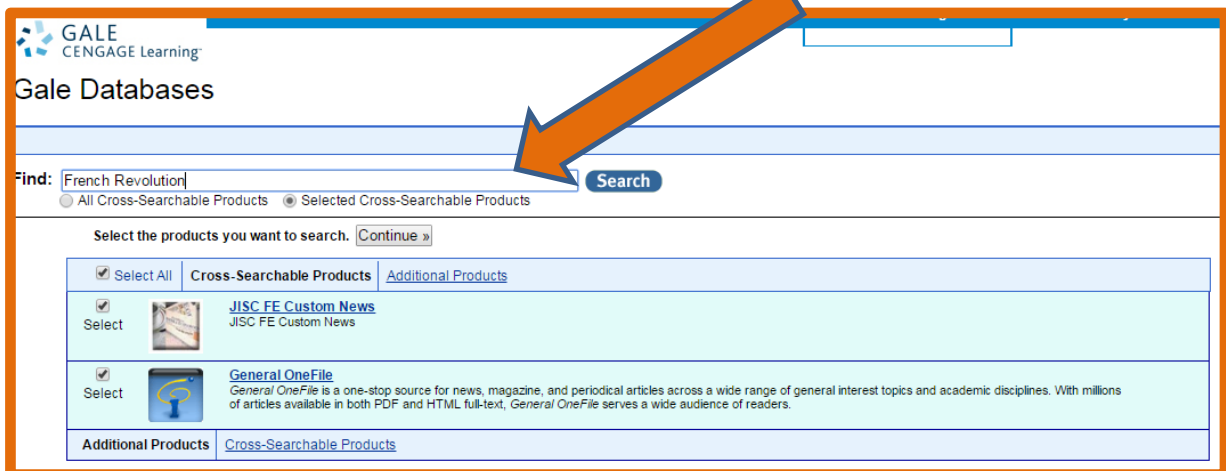 GALE
CENGAGE Learning
Gale Databases
Find: French Revolution Search
All Cross-Searchable Products Selected Cross-Searchable Products
Select the products you want to search. Continue »
Select All Cross-Searchable Products Additional Products
Select JISC FE Custom News
JISC FE Custom News
Select General OneFile
General OneFile is a one-stop source for news, magazine, and periodical articles across a wide range of general interest topics and academic disciplines. With millions
of articles available in both PDF and HTML full-text, General OneFile serves a wide audience of readers.
Additional Products Cross-Searchable Products